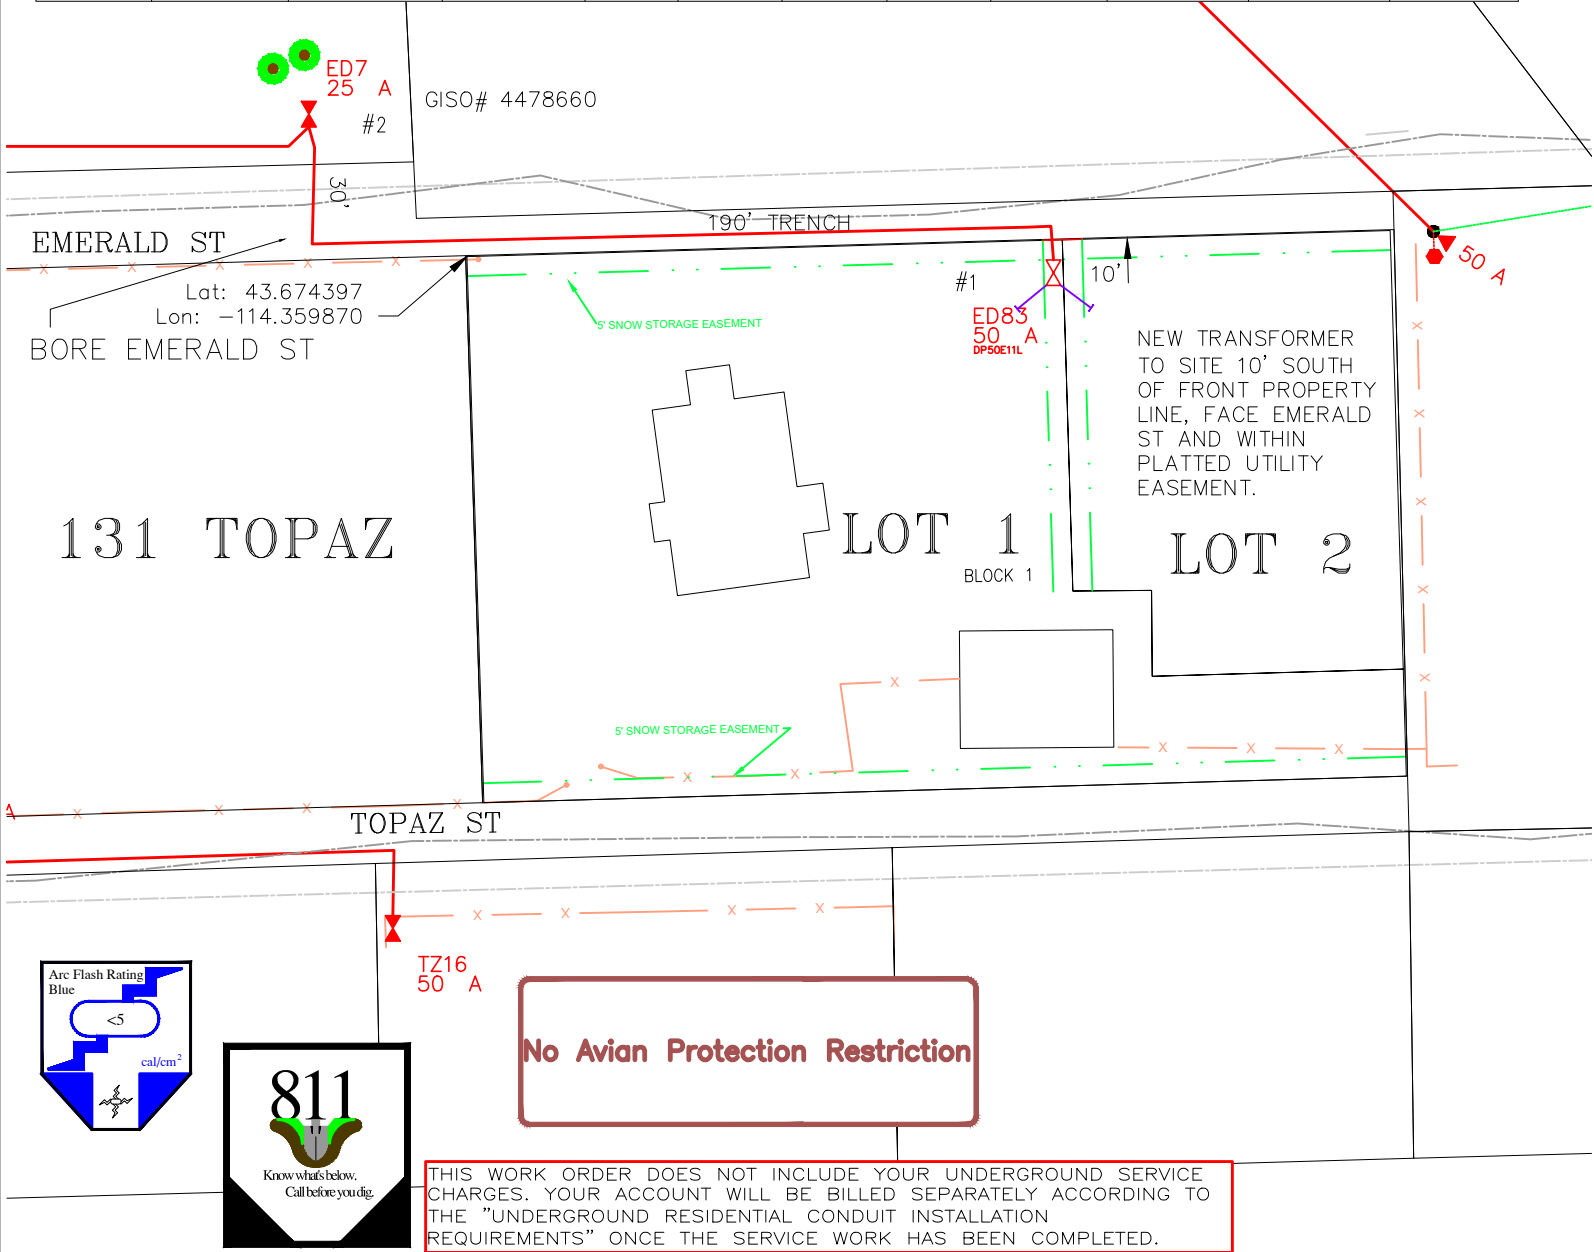 ED7
25 A
#2
GISO# 4478660
30'
190' TRENCH
EMERALD ST
Lat: 43.674397
Lon: -114.359870
BORE EMERALD ST
5' SNOW STORAGE EASEMENT
#1
10'
50 A
ED83
50 A
DP50E11L
NEW TRANSFORMER
TO SITE 10' SOUTH
OF FRONT PROPERTY
LINE, FACE EMERALD
ST AND WITHIN
PLATTED UTILITY
EASEMENT.
131 TOPAZ
LOT 1
BLOCK 1
LOT 2
5' SNOW STORAGE EASEMENT
TOPAZ ST
TZ16
50 A
Arc Flash Rating
Blue
<5
cal/cm²
811
Know what's below.
Call before you dig.
No Avian Protection Restriction
THIS WORK ORDER DOES NOT INCLUDE YOUR UNDERGROUND SERVICE
CHARGES. YOUR ACCOUNT WILL BE BILLED SEPARATELY ACCORDING TO
THE "UNDERGROUND RESIDENTIAL CONDUIT INSTALLATION
REQUIREMENTS" ONCE THE SERVICE WORK HAS BEEN COMPLETED.